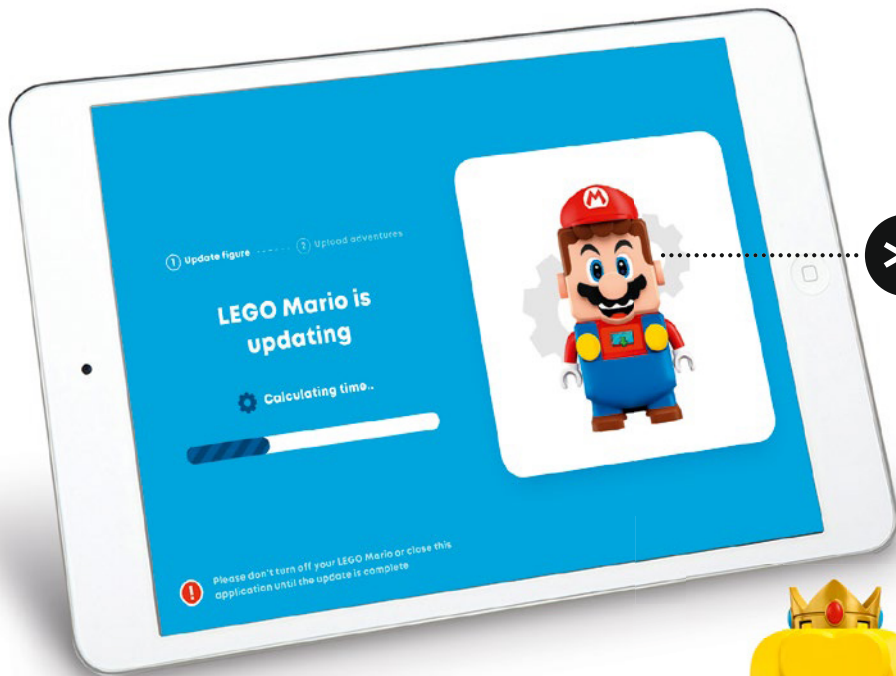 1 Update figure
2 Upload adventures
LEGO Mario is
updating
Calculating time..
Please don't turn off your LEGO Mario or close this
application until the update is complete
M